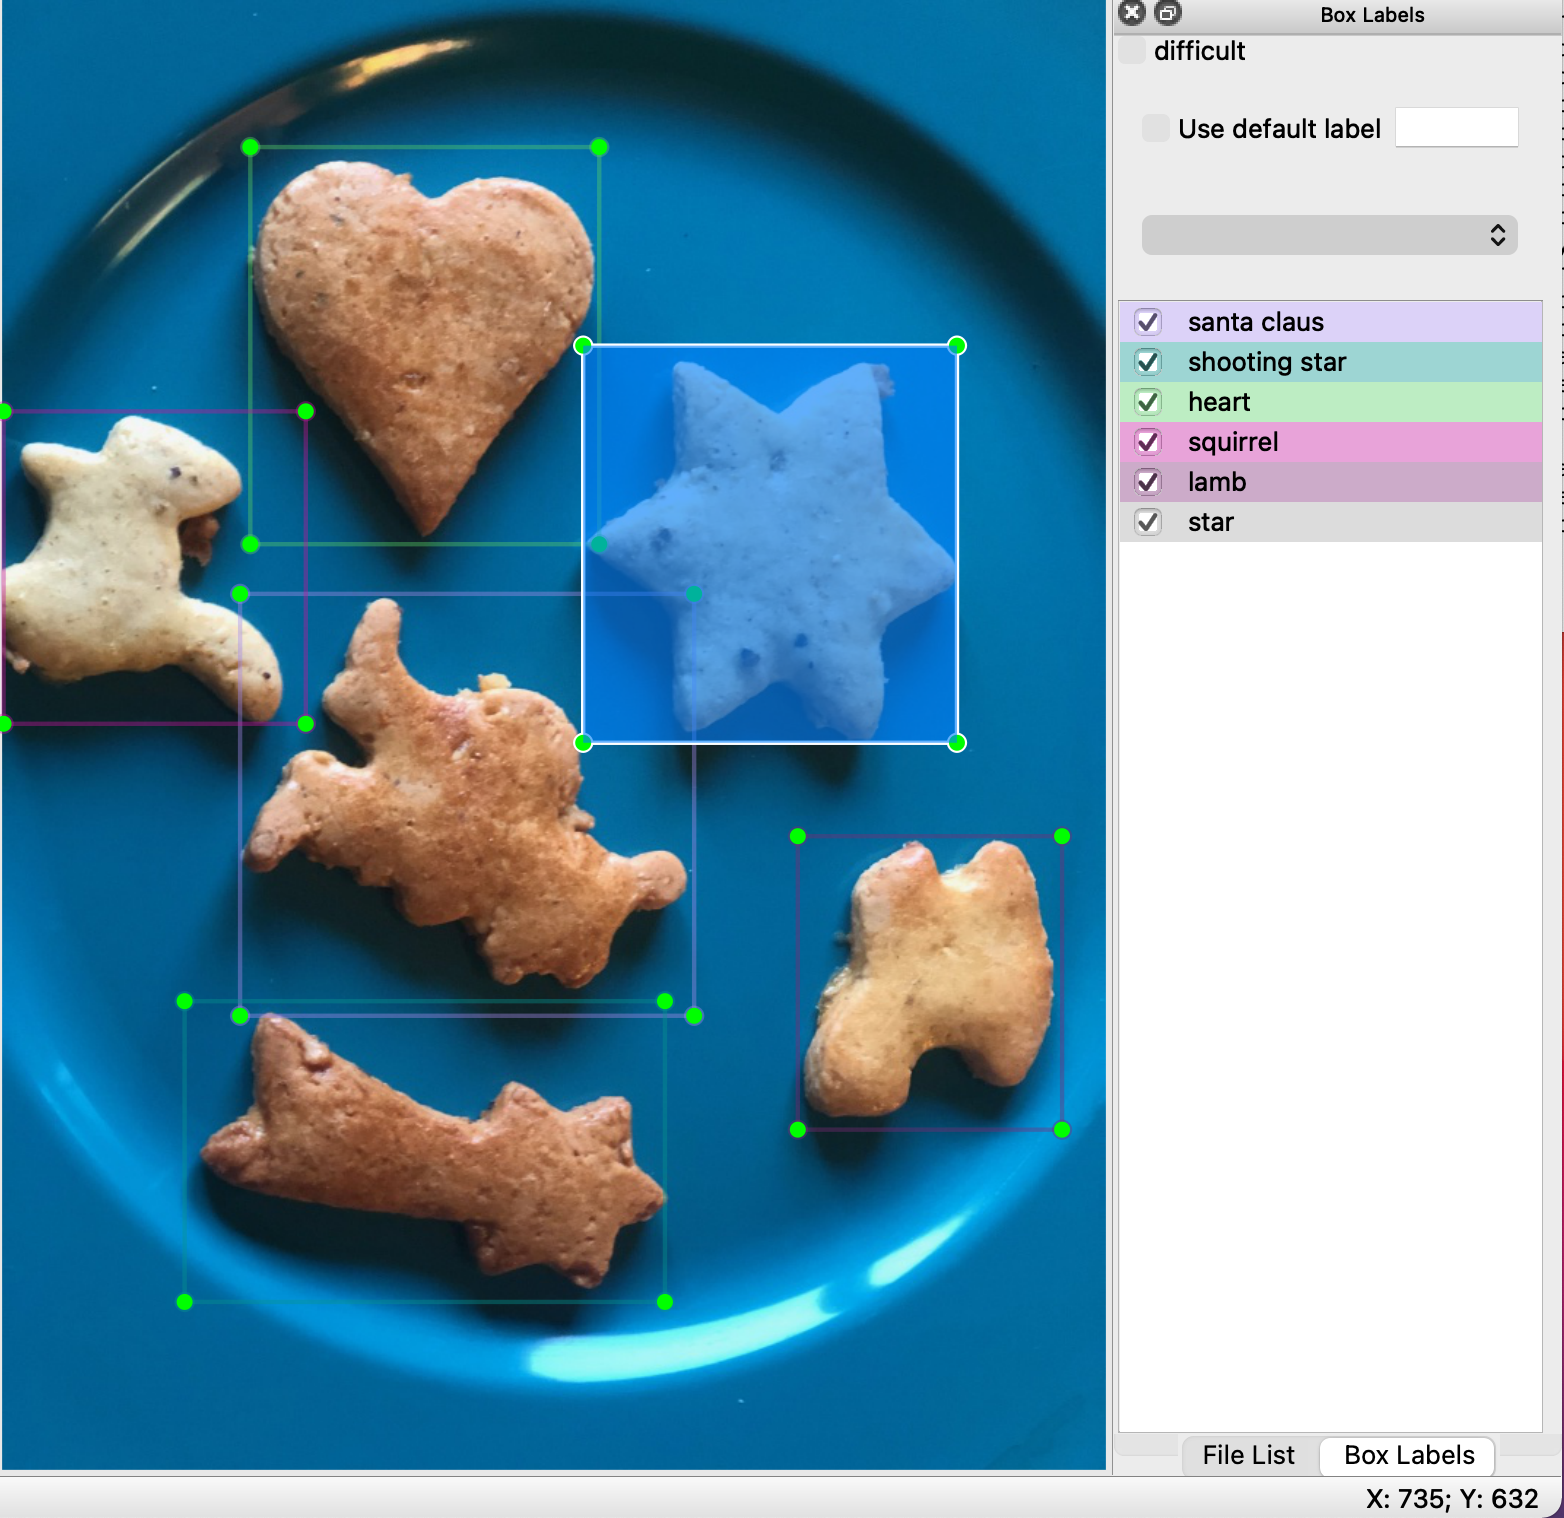 Box Labels
difficult
Use default label
santa claus
shooting star
heart
squirrel
lamb
star
File List
Box Labels
X: 735; Y: 632